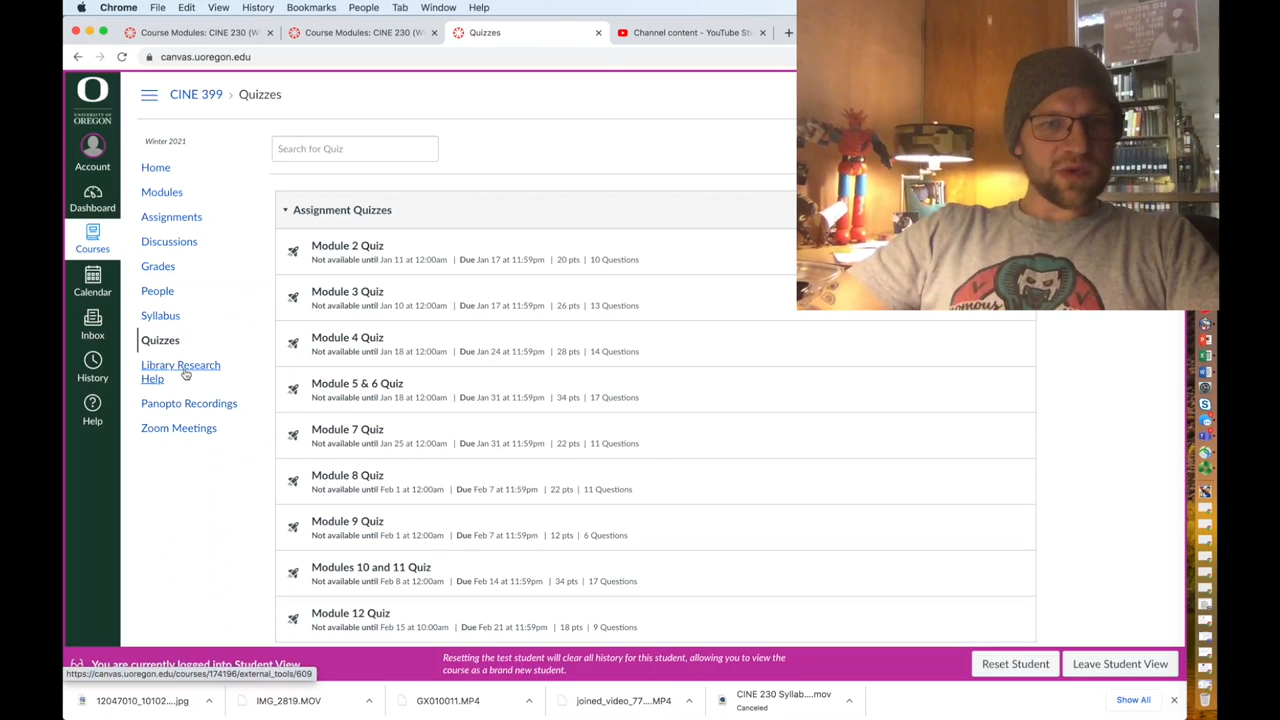 Chrome File Edit View History Bookmarks People Tab Window Help
Course Modules: CINE 230 (W
Course Modules: CINE 230 (W
Quizzes
Channel content - YouTube Stu
canvas.uoregon.edu
UNIVERSITY OF
OREGON
Account
Dashboard
Courses
Calendar
Inbox
History
Help
CINE 399 › Quizzes
Winter 2021
Home
Modules
Assignments
Discussions
Grades
People
Syllabus
Quizzes
Library Research
Help
Panopto Recordings
Zoom Meetings
Search for Quiz
Assignment Quizzes
Module 2 Quiz
Not available until Jan 11 at 12:00am | Due Jan 17 at 11:59pm | 20 pts | 10 Questions
Module 3 Quiz
Not available until Jan 10 at 12:00am | Due Jan 17 at 11:59pm | 26 pts | 13 Questions
Module 4 Quiz
Not available until Jan 18 at 12:00am | Due Jan 24 at 11:59pm | 28 pts | 14 Questions
Module 5 & 6 Quiz
Not available until Jan 18 at 12:00am | Due Jan 31 at 11:59pm | 34 pts | 17 Questions
Module 7 Quiz
Not available until Jan 25 at 12:00am | Due Jan 31 at 11:59pm | 22 pts | 11 Questions
Module 8 Quiz
Not available until Feb 1 at 12:00am | Due Feb 7 at 11:59pm | 22 pts | 11 Questions
Module 9 Quiz
Not available until Feb 1 at 12:00am | Due Feb 7 at 11:59pm | 12 pts | 6 Questions
Modules 10 and 11 Quiz
Not available until Feb 8 at 12:00am | Due Feb 14 at 11:59pm | 34 pts | 17 Questions
Module 12 Quiz
Not available until Feb 15 at 10:00am | Due Feb 21 at 11:59pm | 18 pts | 9 Questions
You are currently logged into Student View
Resetting the test student will clear all history for this student, allowing you to view the
course as a brand new student.
Reset Student
Leave Student View
https://canvas.uoregon.edu/courses/174196/external_tools/609
12047010_10102....jpg
IMG_2819.MOV
GX010011.MP4
joined_video_77....MP4
CINE 230 Syllab....mov
Canceled
Show All